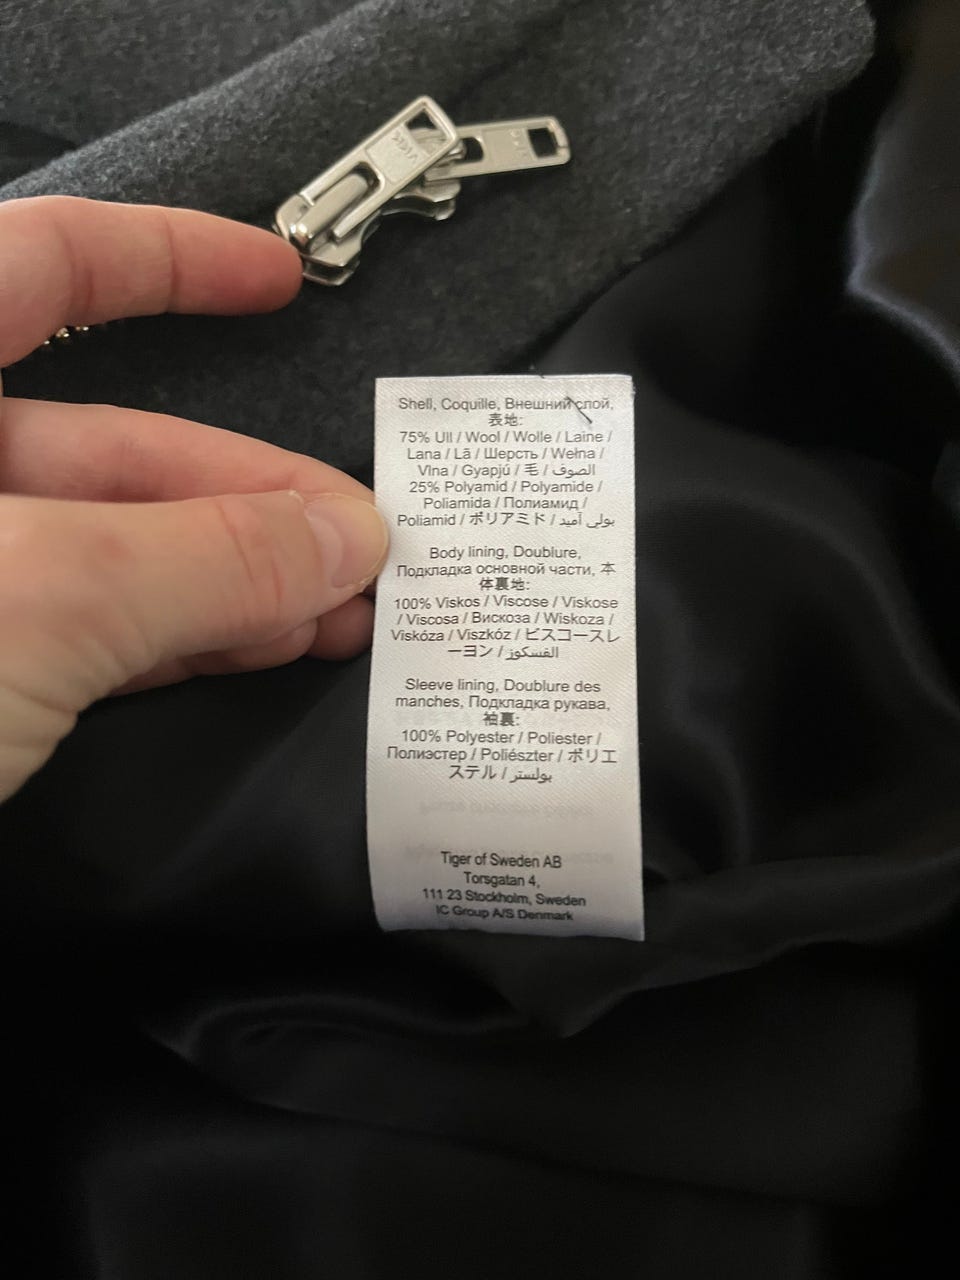 Shell, Coquille, Внешний слой,
表地:
75% Ull / Wool / Wolle / Laine /
Lana / Lã / Шерсть / Wełna /
Vlna / Gyapjú / 毛 / الصوف
25% Polyamid / Polyamide /
Poliamida / Полиамид /
Poliamid / ポリアミド / بولي أميد
Body lining, Doublure,
Подкладка основной части, 本
体裏地:
100% Viskos / Viscose / Viskose
/ Viscosa / Вискоза / Wiskoza /
Viskóza / Viszkóz / ビスコースレ
ーヨン / الفسكوز
Sleeve lining, Doublure des
manches, Подкладка рукава,
袖裏:
100% Polyester / Poliester /
Полиэстер / Poliészter / ポリエ
ステル / بولستر
Tiger of Sweden AB
Torsgatan 4,
111 23 Stockholm, Sweden
IC Group A/S Denmark